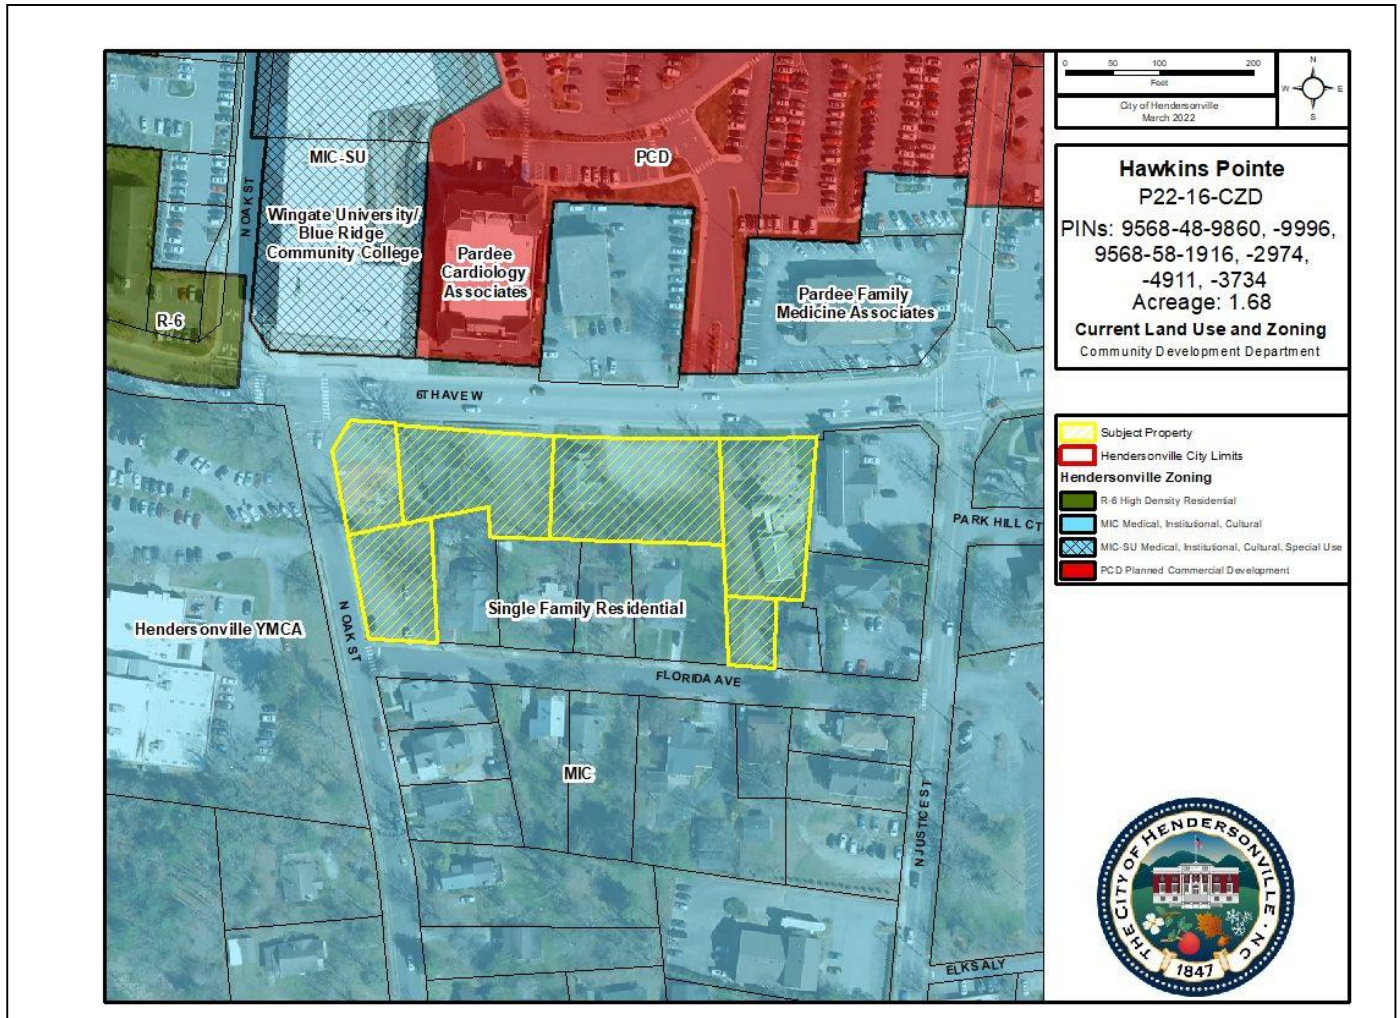 0 50 100 200
Feet
City of Hendersonville
March 2022
N
W E
S
Hawkins Pointe
P22-16-CZD
PINs: 9568-48-9860, -9996,
9568-58-1916, -2974,
-4911, -3734
Acreage: 1.68
Current Land Use and Zoning
Community Development Department
Subject Property
Hendersonville City Limits
Hendersonville Zoning
R-6 High Density Residential
MIC Medical, Institutional, Cultural
MIC-SU Medical, Institutional, Cultural, Special Use
PCD Planned Commercial Development
THE CITY OF HENDERSONVILLE · NC
1847
N OAK ST
MIC-SU
PCD
Wingate University/
Blue Ridge
Community College
Pardee
Cardiology
Associates
Pardee Family
Medicine Associates
R-6
6TH AVE W
PARK HILL CT
Hendersonville YMCA
N OAK ST
Single Family Residential
FLORIDA AVE
MIC
N JUSTICE ST
ELKS ALY